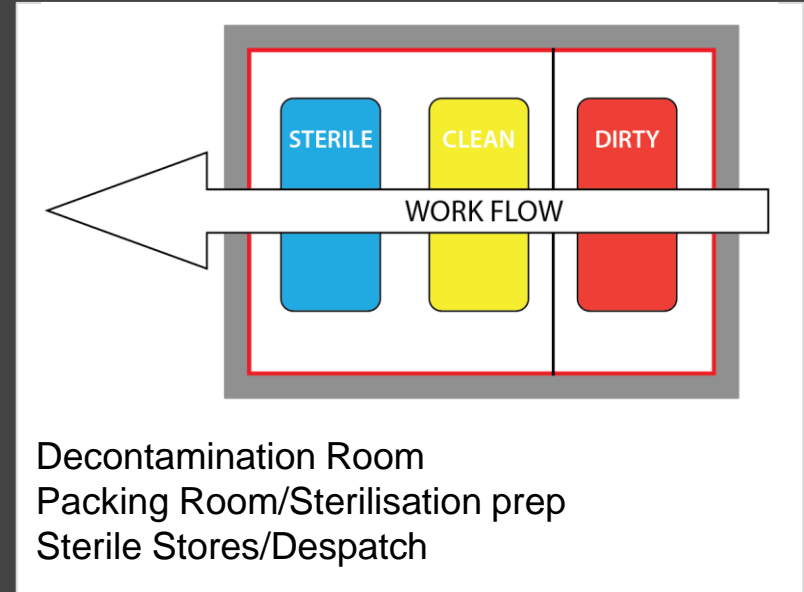 STERILE
CLEAN
DIRTY
WORK FLOW
Decontamination Room
Packing Room/Sterilisation prep
Sterile Stores/Despatch